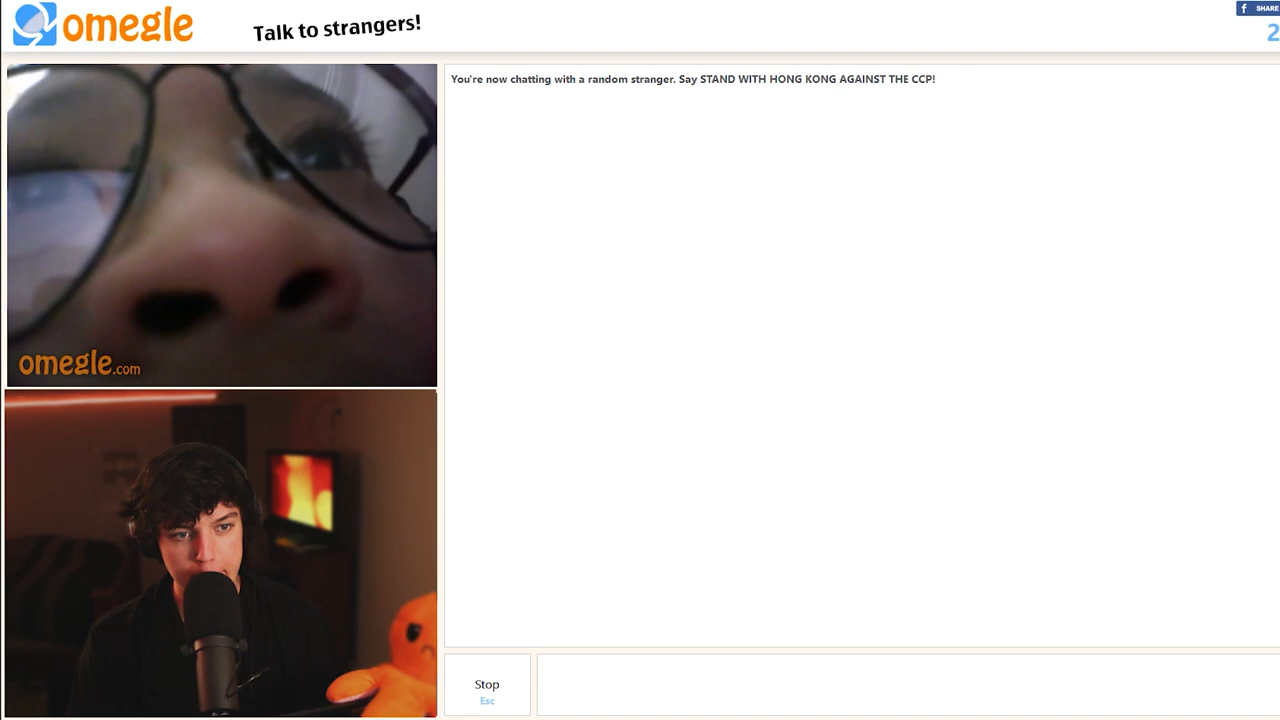 omegle
Talk to strangers!
f SHARE
2
You're now chatting with a random stranger. Say STAND WITH HONG KONG AGAINST THE CCP!
omegle.com
Stop
Esc